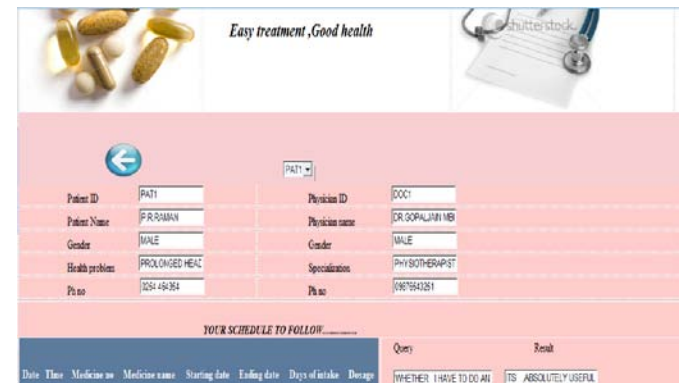 Easy treatment ,Good health
shutterstock
PAT1
Patient ID PAT1 Physician ID DOC1
Patient Name P.R.RAMAN Physician name DR.GOPALJAIN
Gender MALE Gender MALE
Health problem PROLONGED HEAD Specialization PHYSIOTHERAPIST
Ph no Ph no
YOUR SCHEDULE TO FOLLOW
Query Result
Date Time Medicine no Medicine name Starting date Ending date Days of intake Dosage
WHETHER I HAVE TO DO AN ITS ABSOLUTELY USEFUL